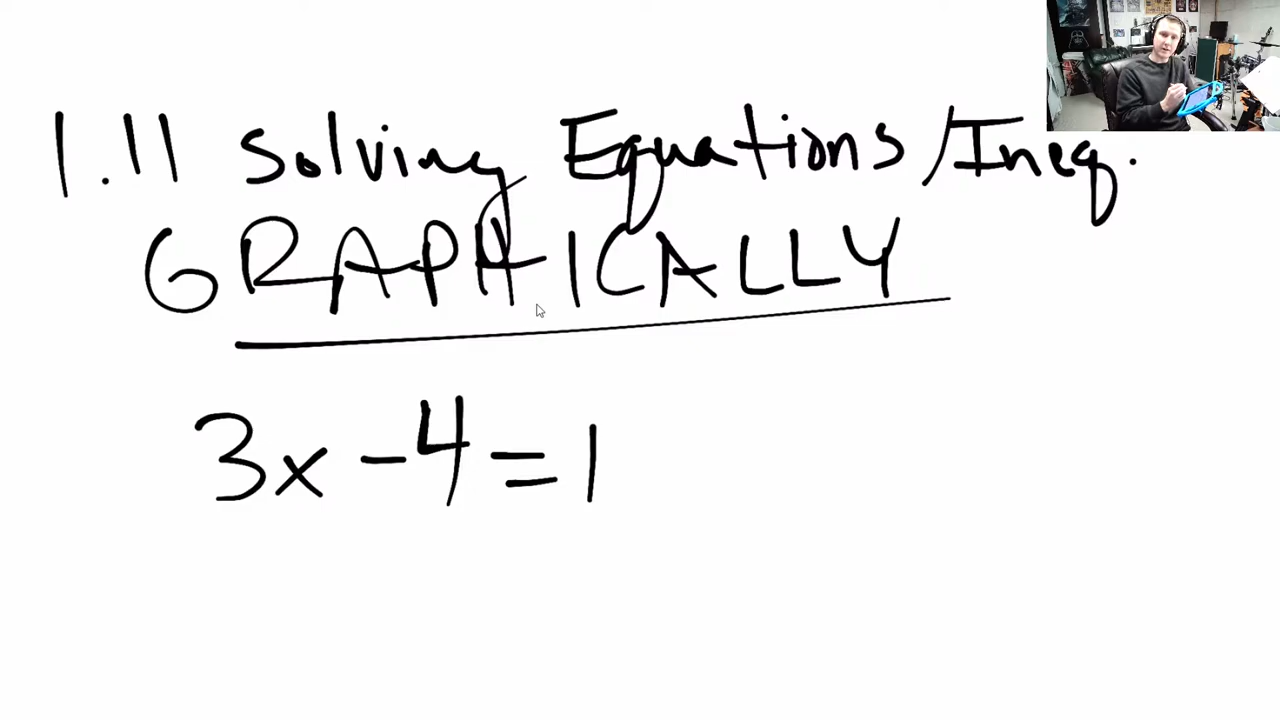 1.11 Solving Equations/Ineq.
GRAPHICALLY
3x - 4 = 1